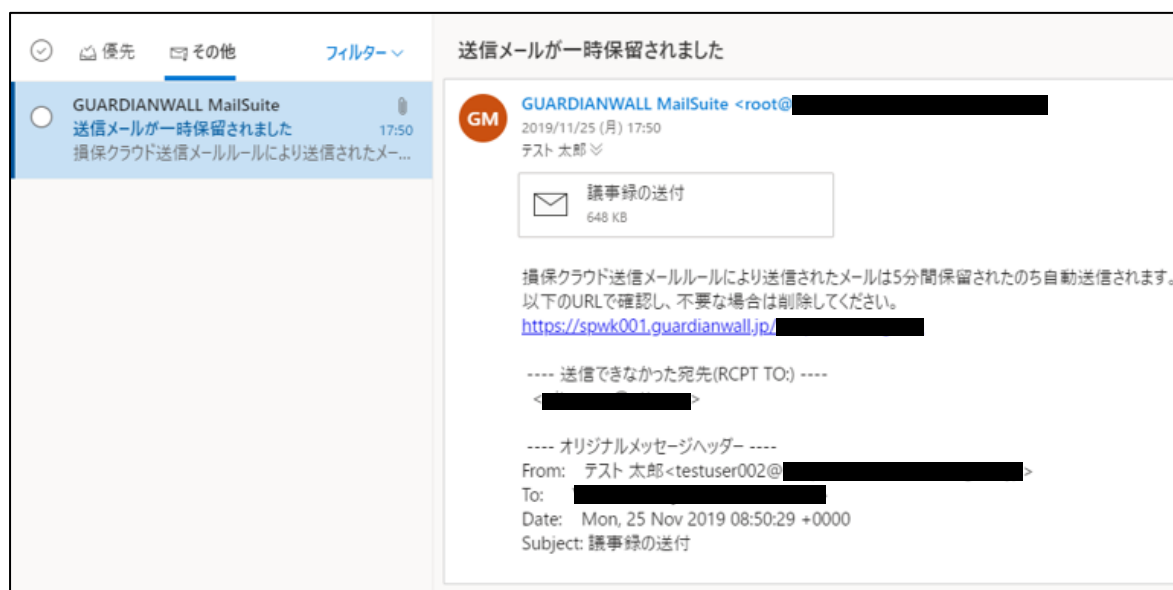 優先
その他
フィルター
GUARDIANWALL MailSuite
送信メールが一時保留されました
17:50
損保クラウド送信メールルールにより送信されたメー...
送信メールが一時保留されました
GM
GUARDIANWALL MailSuite <root@
2019/11/25 (月) 17:50
テスト 太郎
議事録の送付
648 KB
損保クラウド送信メールルールにより送信されたメールは5分間保留されたのち自動送信されます。
以下のURLで確認し、不要な場合は削除してください。
https://spwk001.guardianwall.jp/
---- 送信できなかった宛先(RCPT TO:) ----
< >
---- オリジナルメッセージヘッダー ----
From: テスト 太郎<testuser002@ >
To:
Date: Mon, 25 Nov 2019 08:50:29 +0000
Subject: 議事録の送付